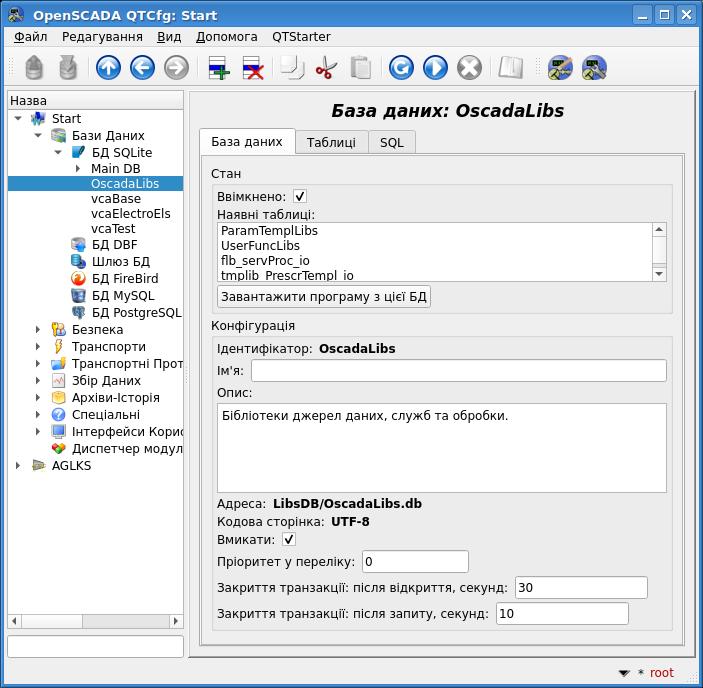 OpenSCADA QTCfg: Start
Файл Редагування Вид Допомога QTStarter
Назва
Start
Бази Даних
БД SQLite
Main DB
OscadaLibs
vcaBase
vcaElectroEls
vcaTest
БД DBF
Шлюз БД
БД FireBird
БД MySQL
БД PostgreSQL
Безпека
Транспорти
Транспортні Прот
Збір Даних
Архіви-Історія
Спеціальні
Інтерфейси Корис
Диспетчер модул
AGLKS
База даних: OscadaLibs
База даних Таблиці SQL
Стан
Ввімкнено:
Наявні таблиці:
ParamTemplLibs
UserFuncLibs
flb_servProc_io
tmplib_PrescrTempl_io
Завантажити програму з цієї БД
Конфігурація
Ідентифікатор: OscadaLibs
Ім'я:
Опис:
Бібліотеки джерел даних, служб та обробки.
Адреса: LibsDB/OscadaLibs.db
Кодова сторінка: UTF-8
Вмикати:
Пріоритет у переліку: 0
Закриття транзакції: після відкриття, секунд: 30
Закриття транзакції: після запиту, секунд: 10
* root